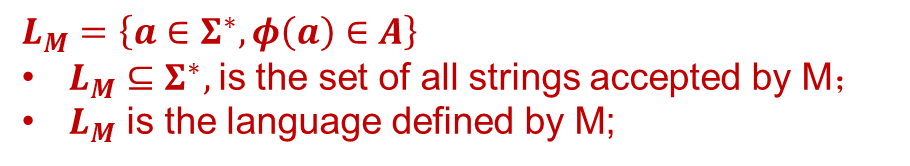 L_M = {a ∈ Σ*, ϕ(a) ∈ A}
• L_M ⊆ Σ*, is the set of all strings accepted by M；
• L_M is the language defined by M;